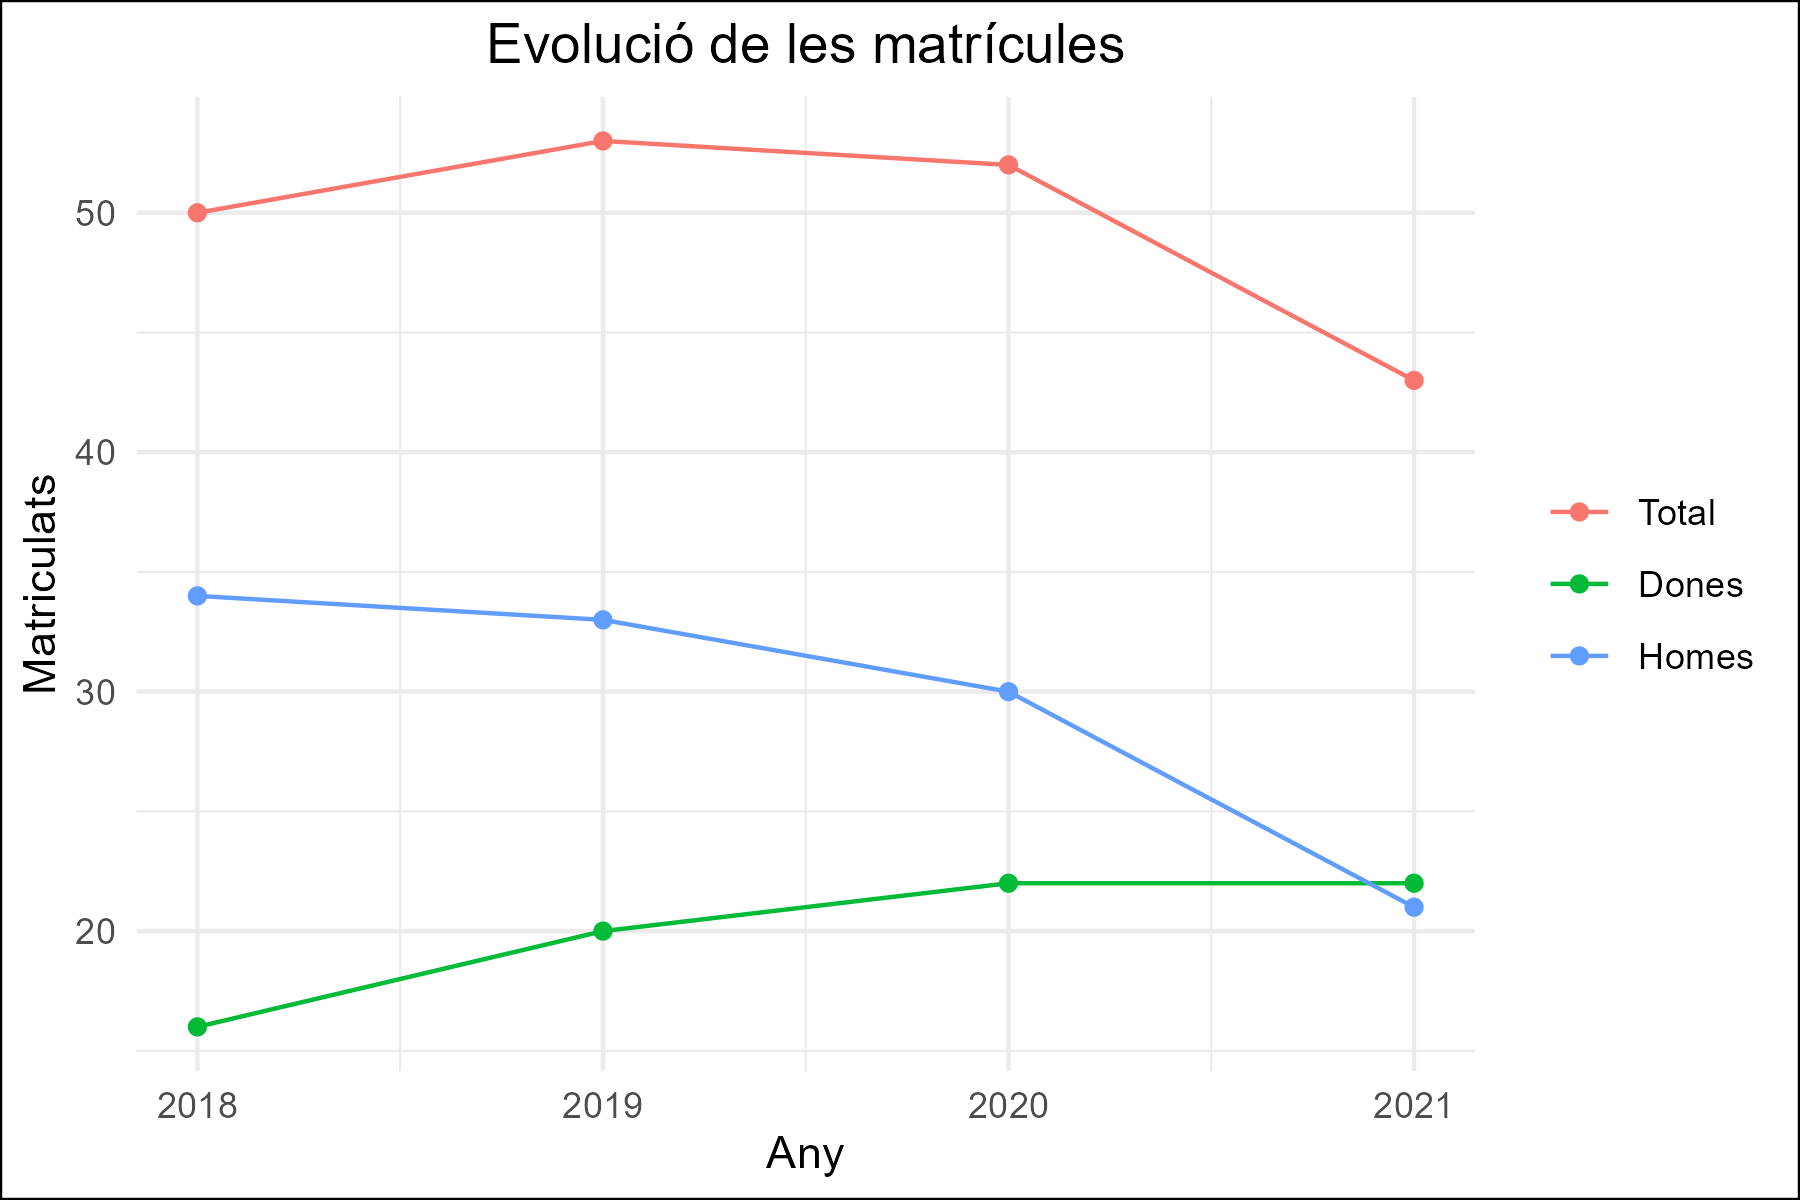 Evolució de les matrícules
Matriculats
50
40
30
20
2018
2019
2020
2021
Any
Total
Dones
Homes